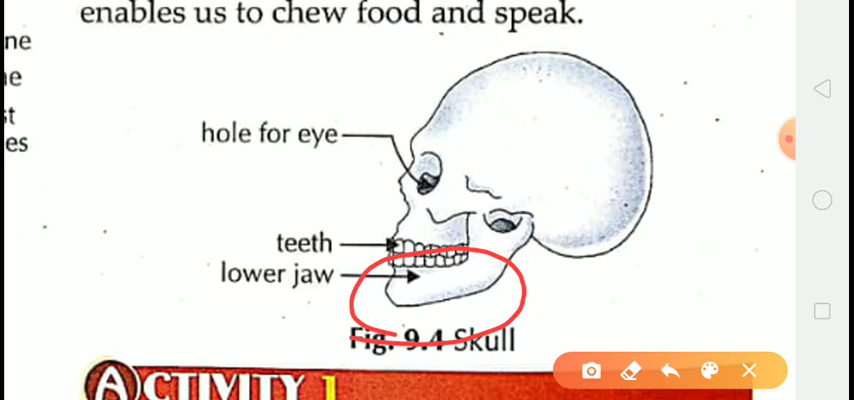 enables us to chew food and speak.
ne
st
es
hole for eye
teeth
lower jaw
Fig. 9.4 Skull
ACTIVITY 1